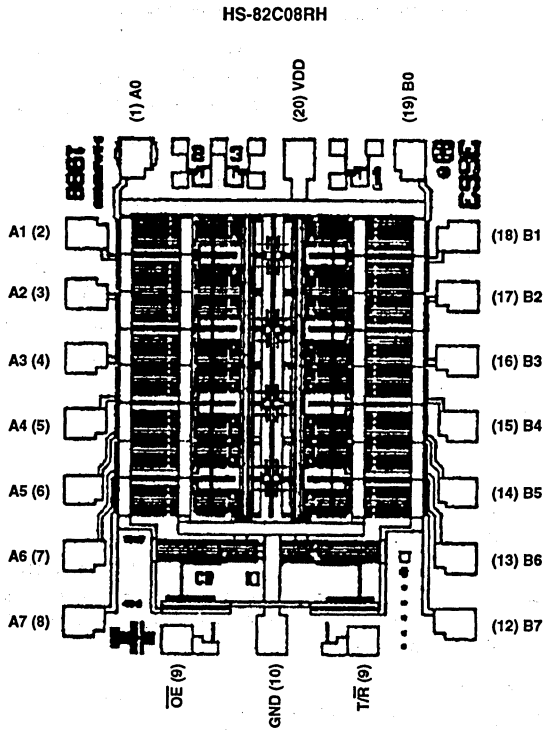 HS-82C08RH
(1) A0
(20) VDD
(19) B0
A1 (2)
(18) B1
A2 (3)
(17) B2
A3 (4)
(16) B3
A4 (5)
(15) B4
A5 (6)
(14) B5
A6 (7)
(13) B6
A7 (8)
(12) B7
O̅E̅ (9)
GND (10)
T/R̅ (9)